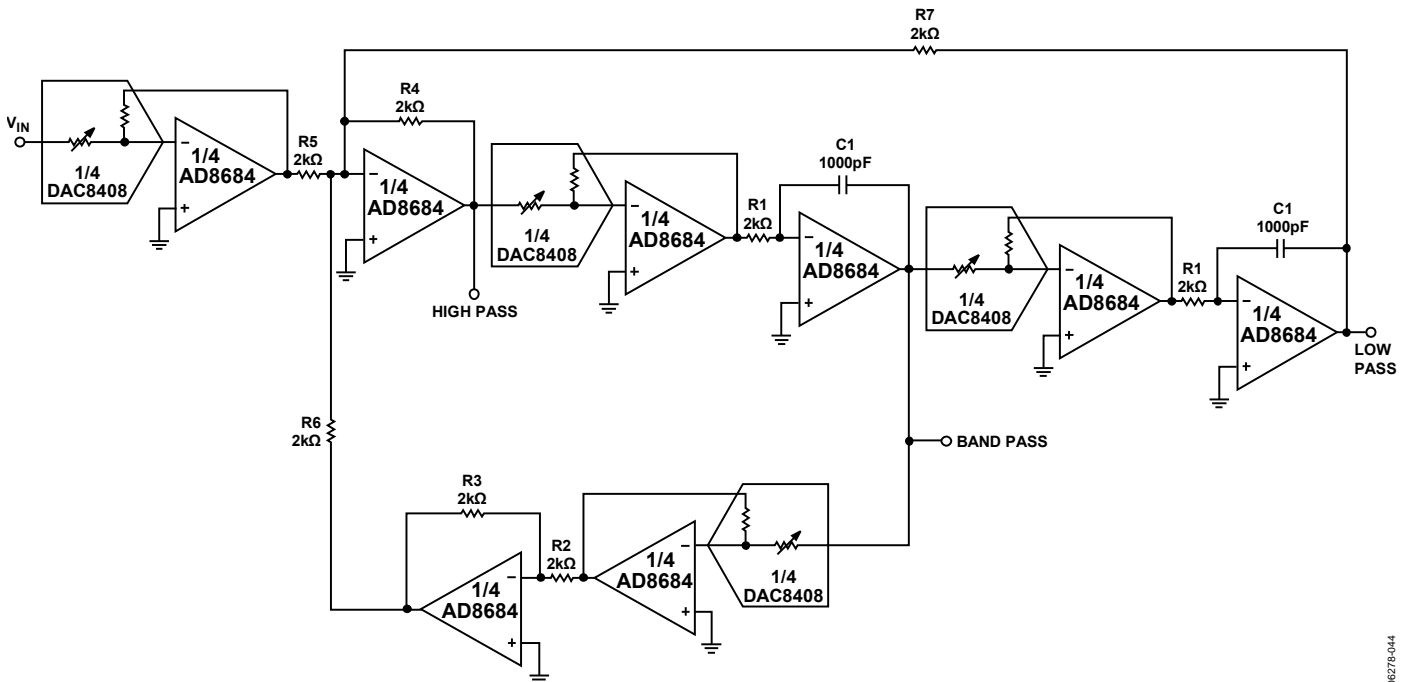 R7
2kΩ
R4
2kΩ
VIN
R5
2kΩ
1/4
DAC8408
1/4
AD8684
−
+
1/4
AD8684
−
+
HIGH PASS
1/4
DAC8408
1/4
AD8684
−
+
R1
2kΩ
C1
1000pF
1/4
AD8684
−
+
1/4
DAC8408
1/4
AD8684
−
+
R1
2kΩ
C1
1000pF
1/4
AD8684
−
+
LOW
PASS
R6
2kΩ
BAND PASS
R3
2kΩ
1/4
AD8684
−
+
R2
2kΩ
1/4
AD8684
−
+
1/4
DAC8408
06278-044